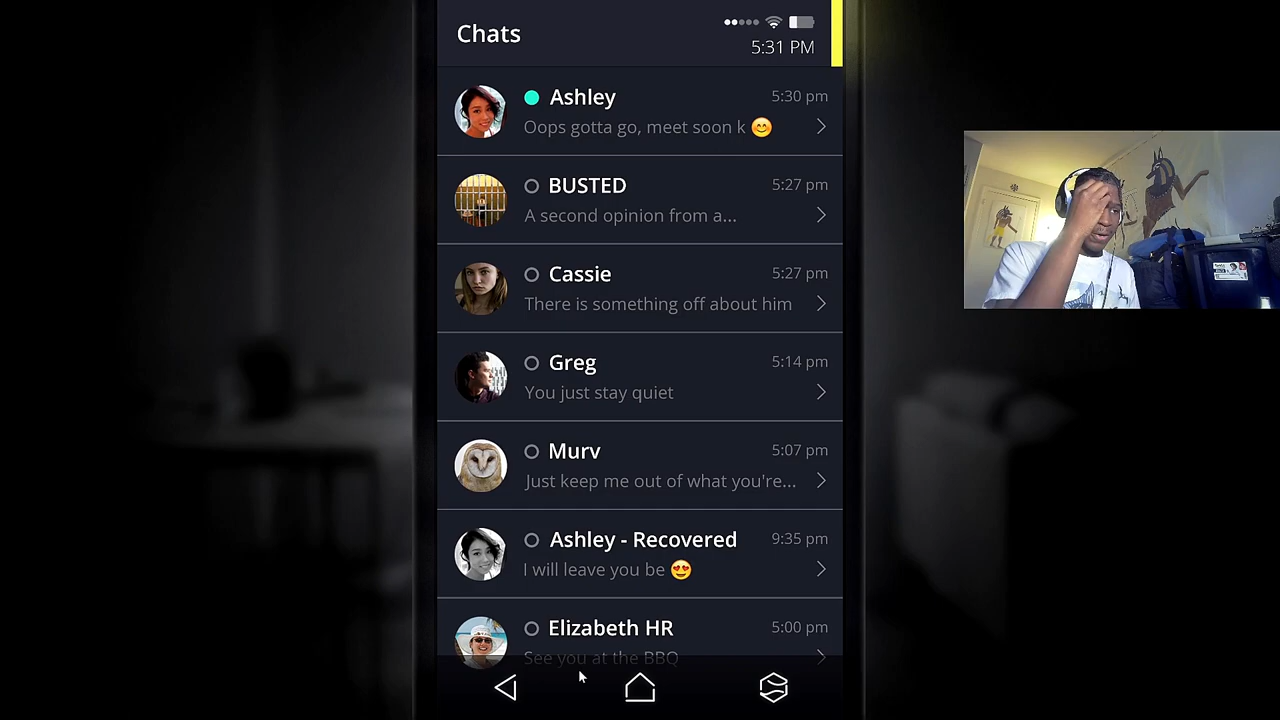 Chats
5:31 PM
Ashley 5:30 pm
Oops gotta go, meet soon k 😊
BUSTED 5:27 pm
A second opinion from a...
Cassie 5:27 pm
There is something off about him
Greg 5:14 pm
You just stay quiet
Murv 5:07 pm
Just keep me out of what you're...
Ashley - Recovered 9:35 pm
I will leave you be 😍
Elizabeth HR 5:00 pm
See you at the BBQ